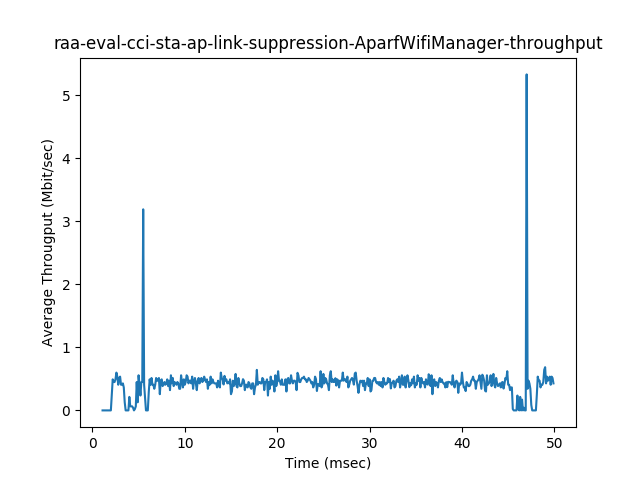 raa-eval-cci-sta-ap-link-suppression-AparfWifiManager-throughput
Average Througput (Mbit/sec)
5
4
3
2
1
0
0 10 20 30 40 50
Time (msec)